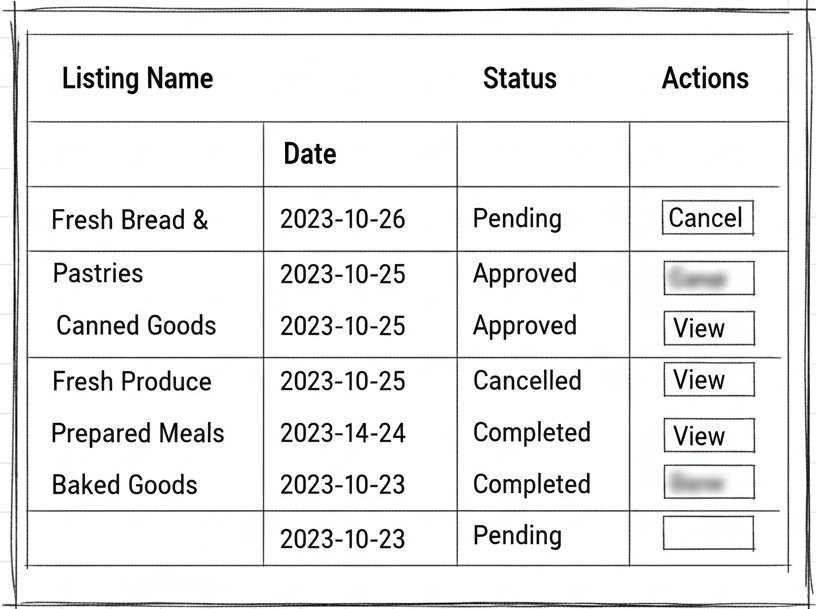 Listing Name Status Actions
Date
Fresh Bread & 2023-10-26 Pending Cancel
Pastries 2023-10-25 Approved
Canned Goods 2023-10-25 Approved View
Fresh Produce 2023-10-25 Cancelled View
Prepared Meals 2023-14-24 Completed View
Baked Goods 2023-10-23 Completed
2023-10-23 Pending